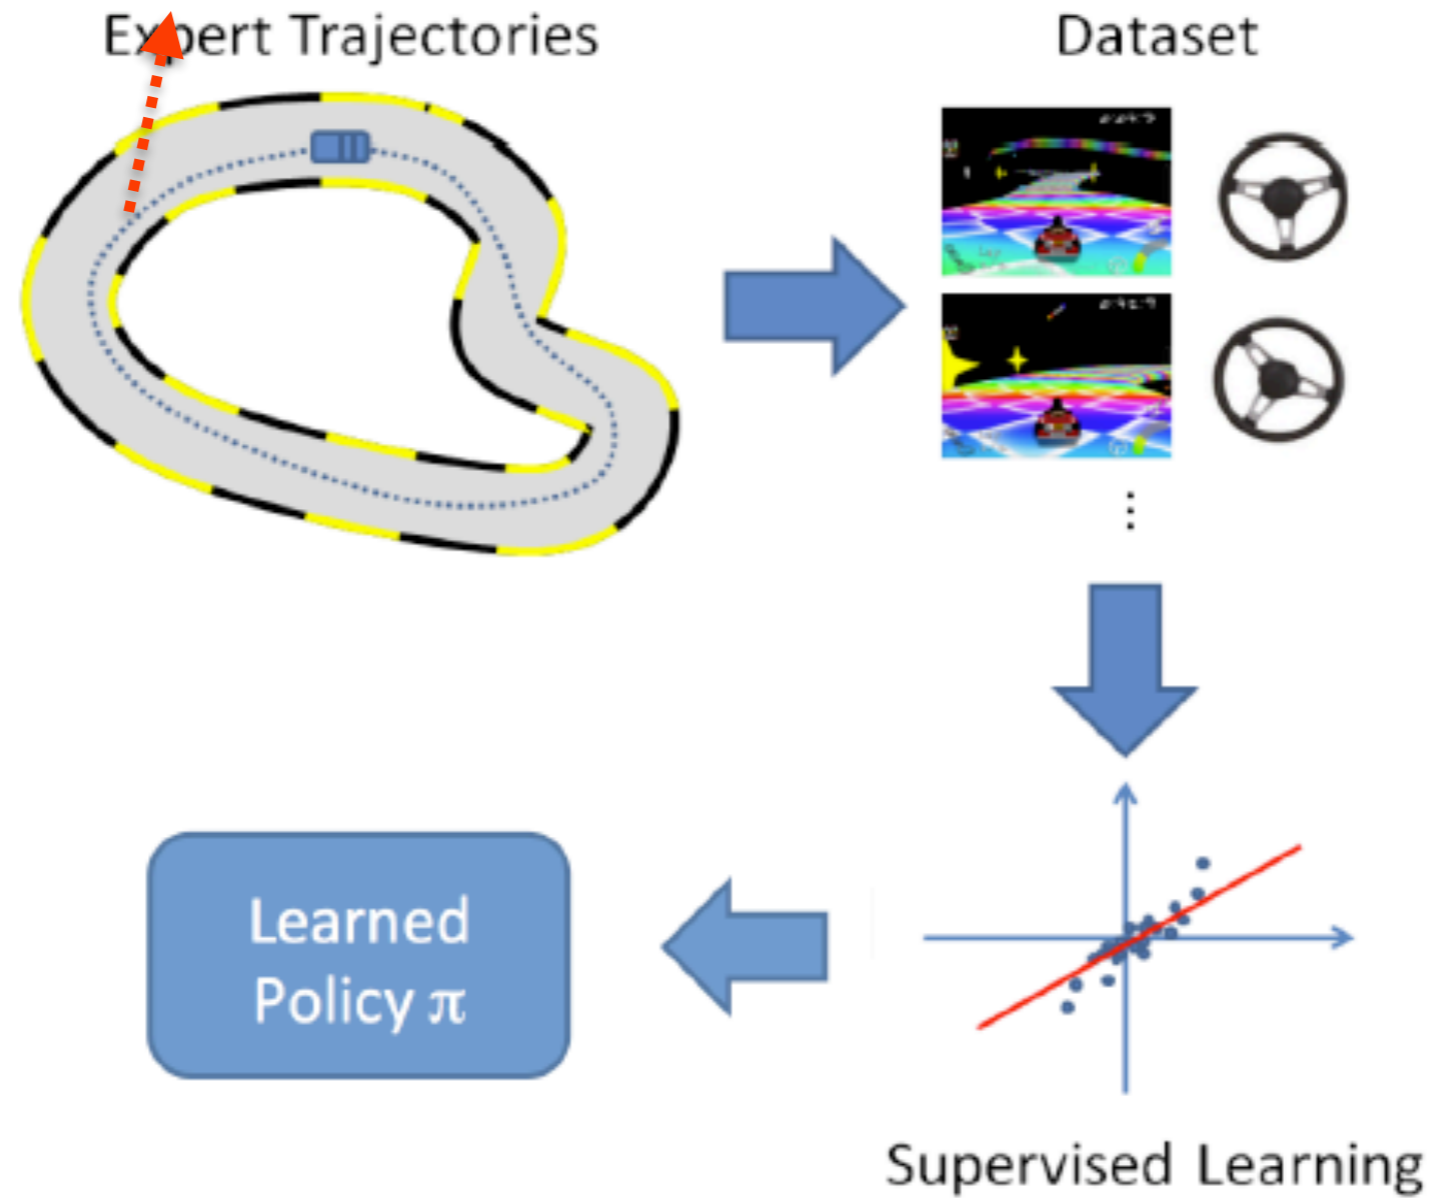 Expert Trajectories
Dataset
Learned
Policy π
Supervised Learning